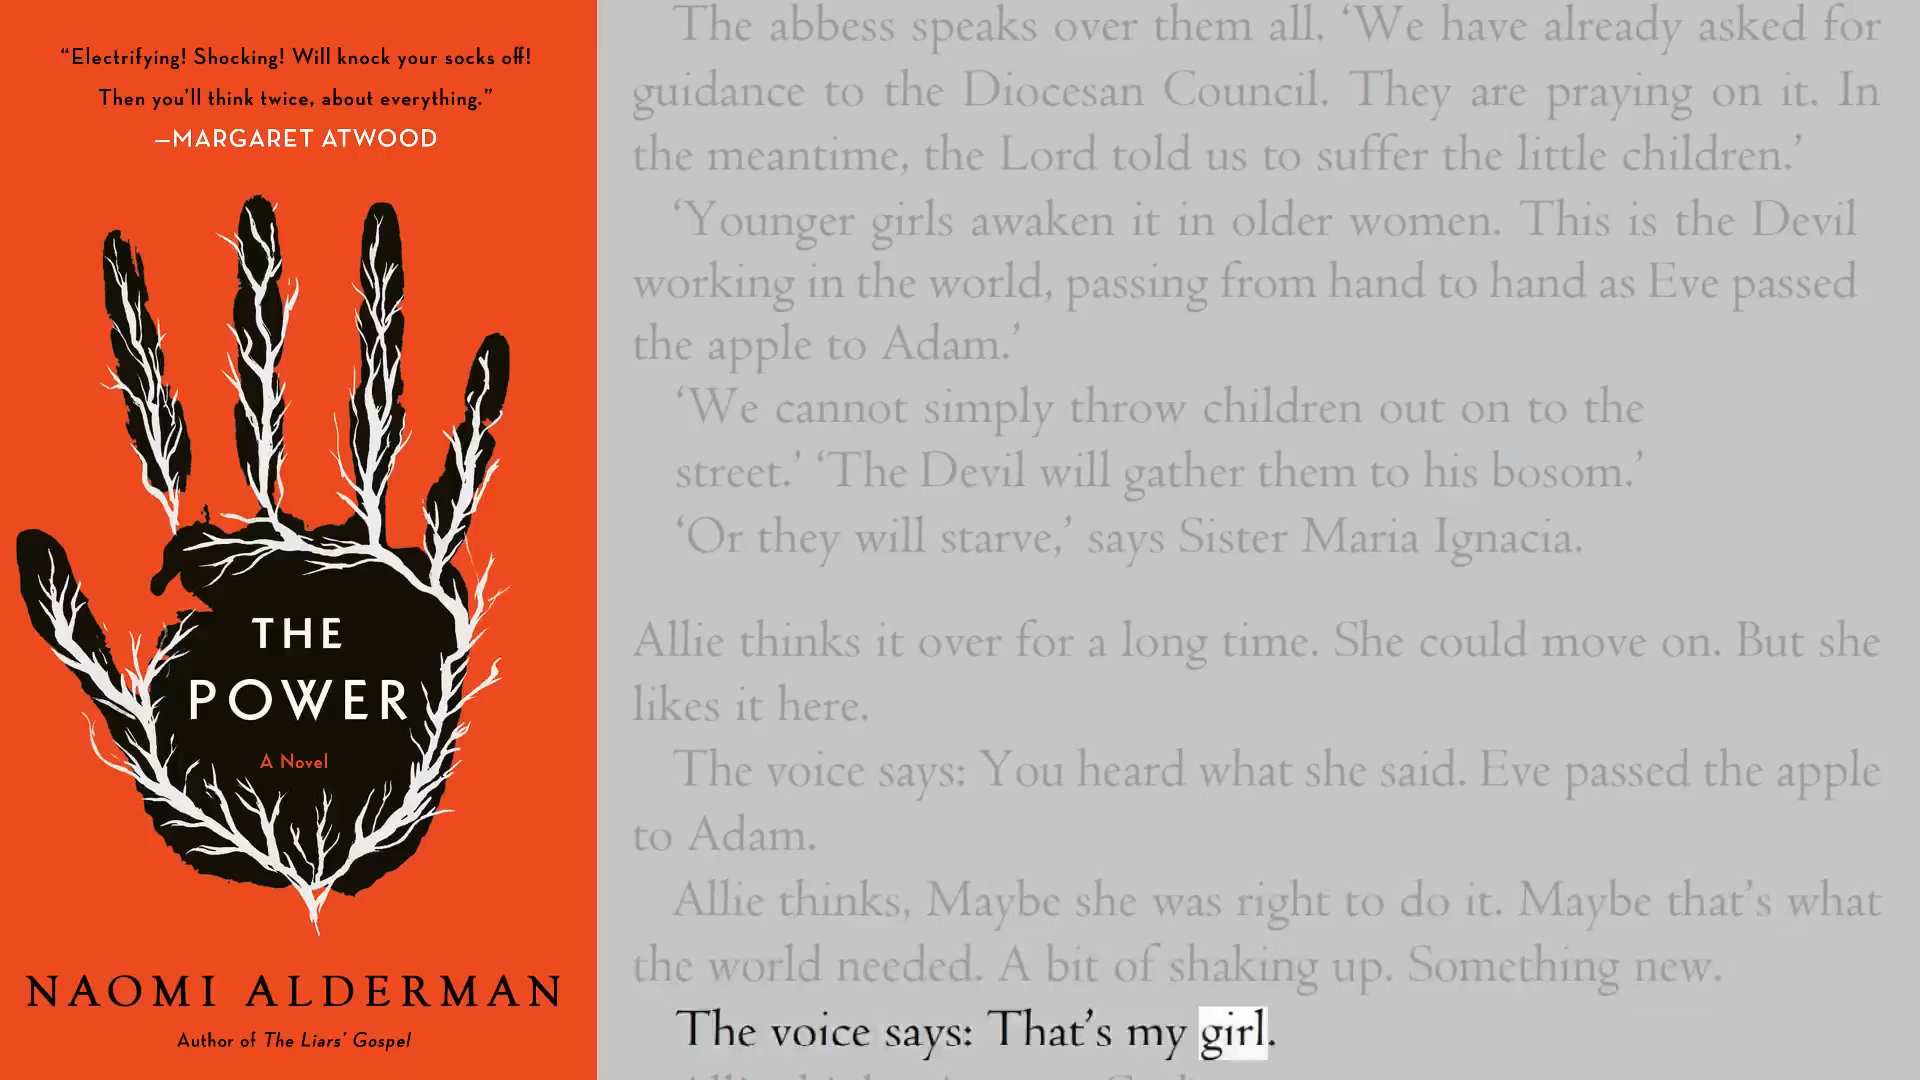 “Electrifying! Shocking! Will knock your socks off!
Then you’ll think twice, about everything.”
—MARGARET ATWOOD
THE
POWER
A Novel
NAOMI ALDERMAN
Author of The Liars’ Gospel
The abbess speaks over them all. ‘We have already asked for
guidance to the Diocesan Council. They are praying on it. In
the meantime, the Lord told us to suffer the little children.’
‘Younger girls awaken it in older women. This is the Devil
working in the world, passing from hand to hand as Eve passed
the apple to Adam.’
‘We cannot simply throw children out on to the
street.’ ‘The Devil will gather them to his bosom.’
‘Or they will starve,’ says Sister Maria Ignacia.
Allie thinks it over for a long time. She could move on. But she
likes it here.
The voice says: You heard what she said. Eve passed the apple
to Adam.
Allie thinks, Maybe she was right to do it. Maybe that’s what
the world needed. A bit of shaking up. Something new.
The voice says: That’s my girl.